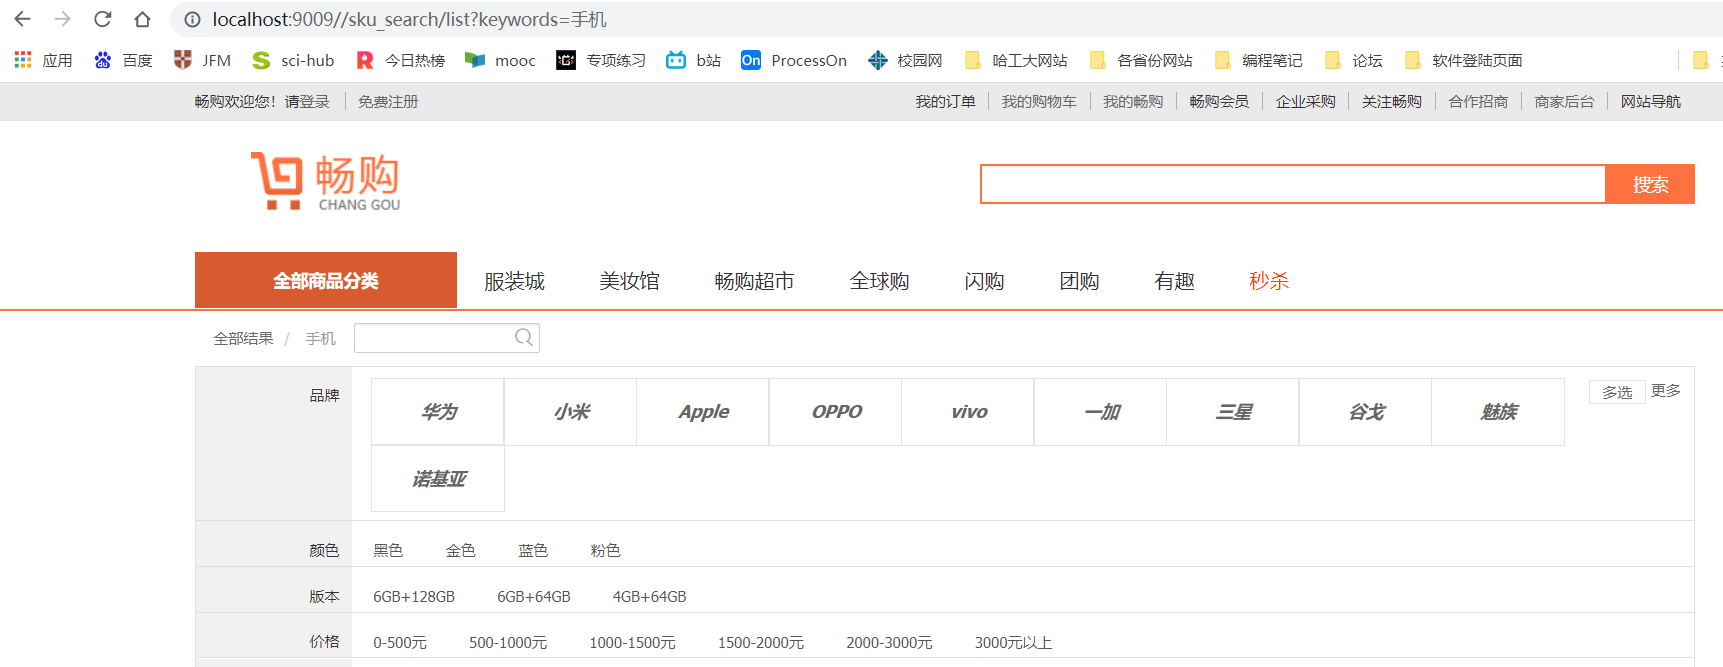 localhost:9009//sku_search/list?keywords=手机
应用 百度 JFM sci-hub 今日热榜 mooc 专项练习 b站 ProcessOn 校园网 哈工大网站 各省份网站 编程笔记 论坛 软件登陆页面
畅购欢迎您！请登录 免费注册 我的订单 我的购物车 我的畅购 畅购会员 企业采购 关注畅购 合作招商 商家后台 网站导航
畅购
CHANG GOU
搜索
全部商品分类 服装城 美妆馆 畅购超市 全球购 闪购 团购 有趣 秒杀
全部结果 / 手机
品牌 华为 小米 Apple OPPO vivo 一加 三星 谷戈 魅族 多选 更多
诺基亚
颜色 黑色 金色 蓝色 粉色
版本 6GB+128GB 6GB+64GB 4GB+64GB
价格 0-500元 500-1000元 1000-1500元 1500-2000元 2000-3000元 3000元以上